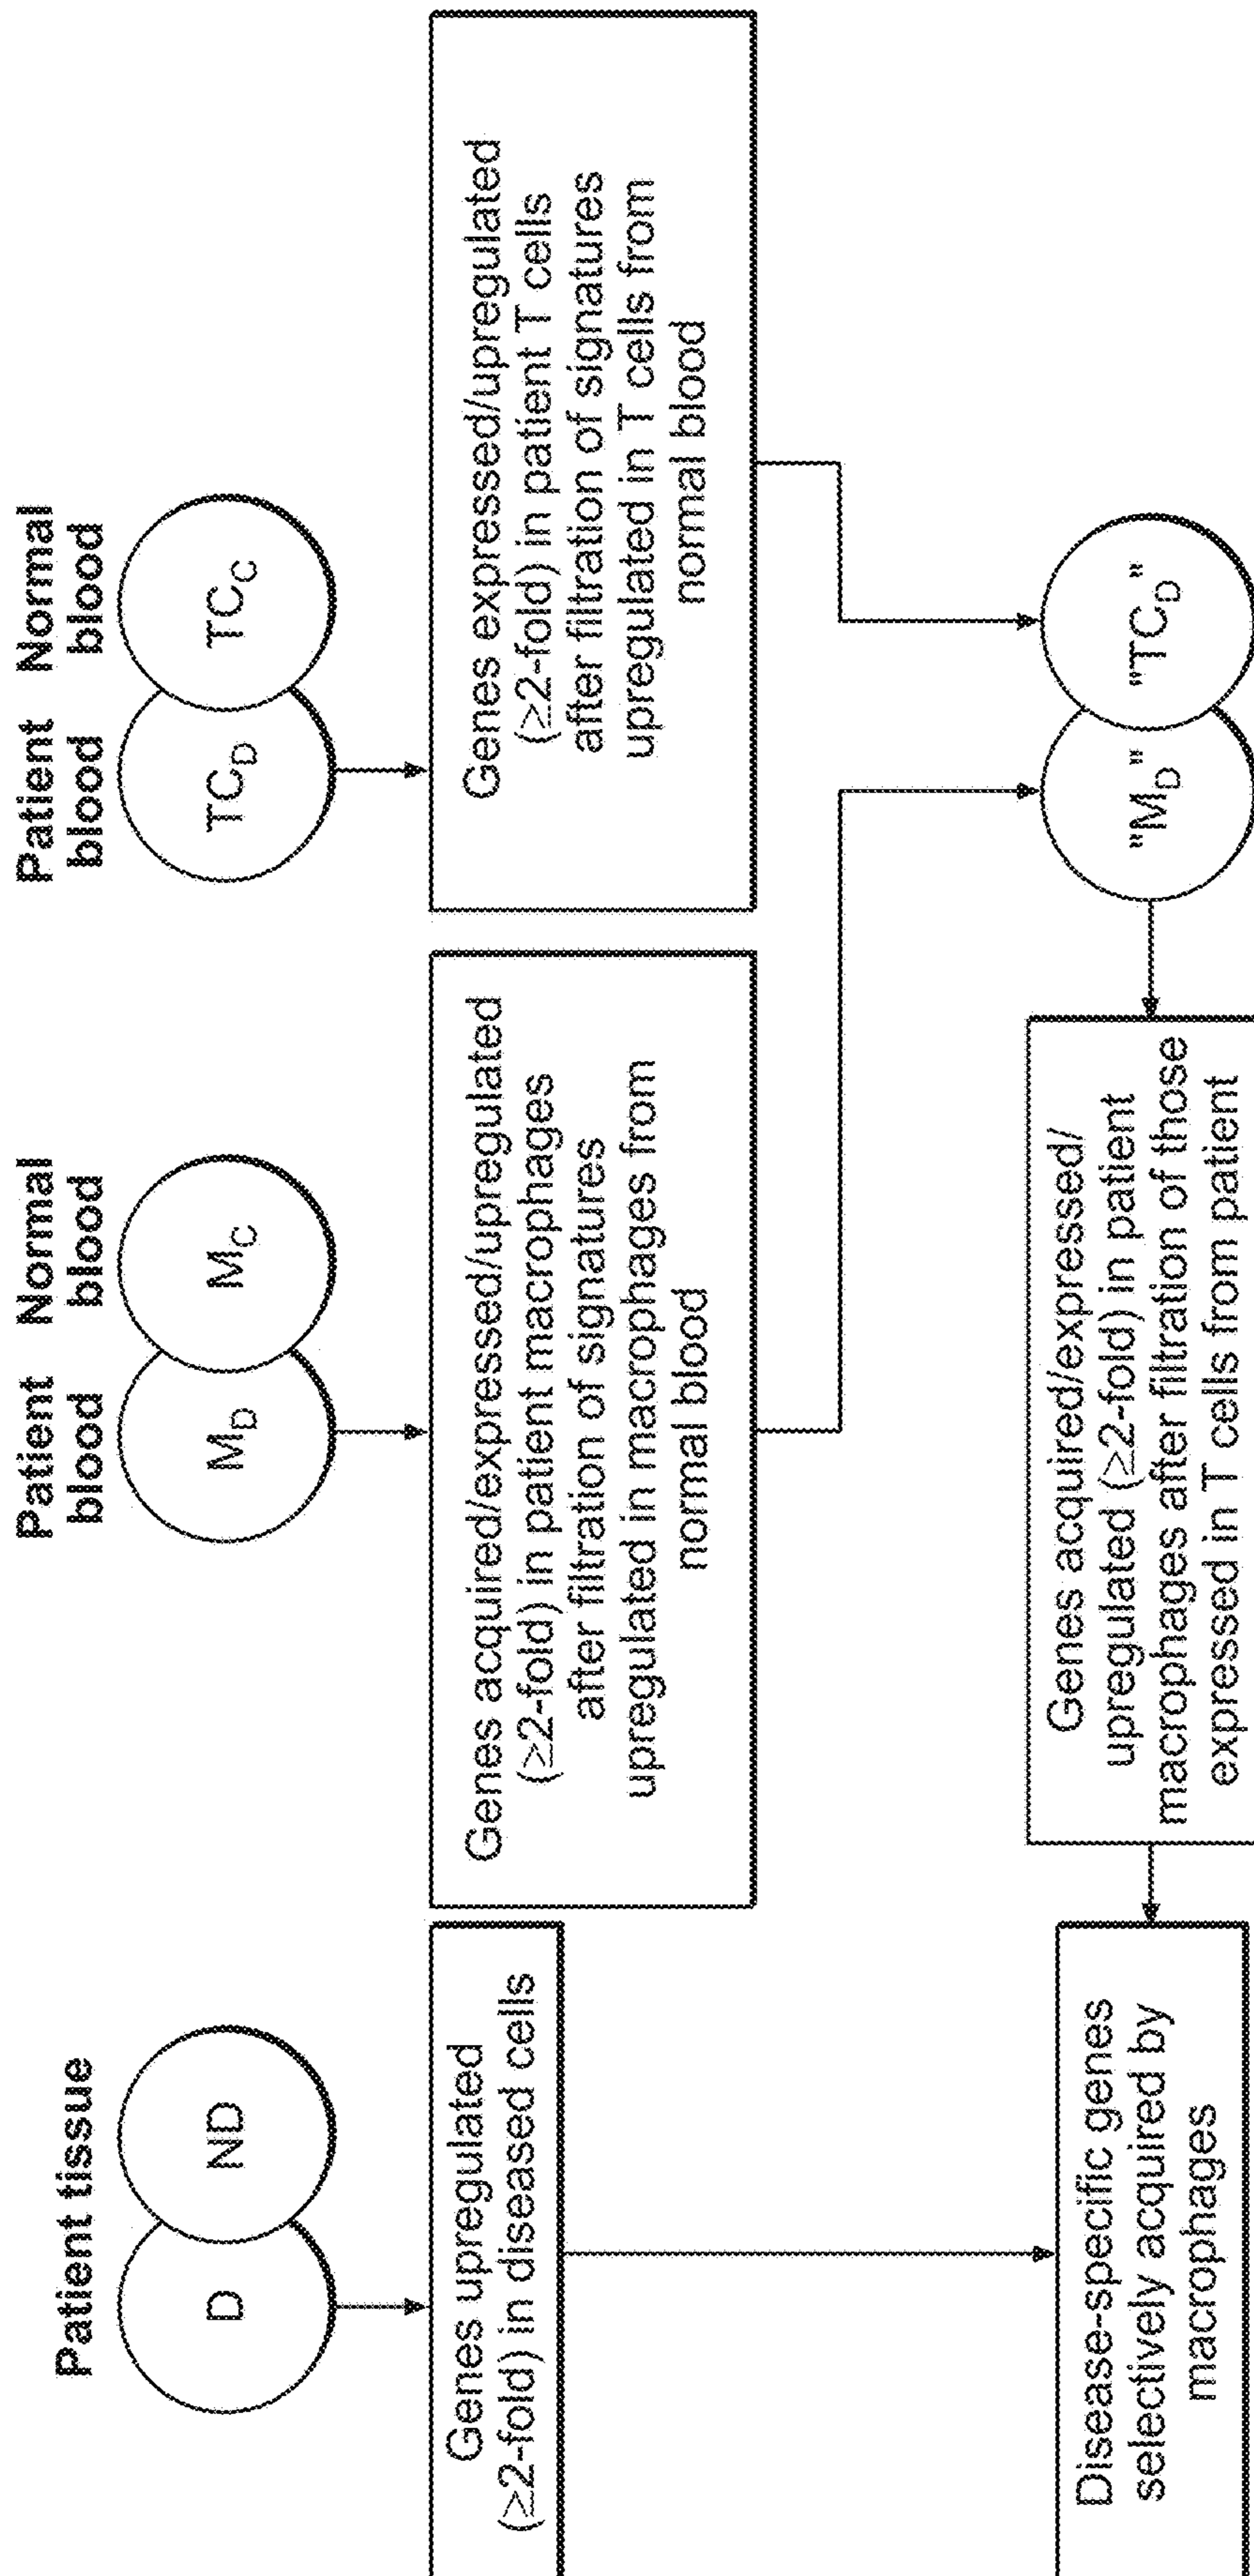 Patient tissue
D
ND
Genes upregulated
(≥2-fold) in diseased cells
Patient
blood
Normal
blood
M_D
M_C
Genes acquired/expressed/upregulated
(≥2-fold) in patient macrophages
after filtration of signatures
upregulated in macrophages from
normal blood
Patient
blood
Normal
blood
TC_D
TC_C
Genes expressed/upregulated
(≥2-fold) in patient T cells
after filtration of signatures
upregulated in T cells from
normal blood
"M_D"
"TC_D"
Genes acquired/expressed/
upregulated (≥2-fold) in patient
macrophages after filtration of those
expressed in T cells from patient
Disease-specific genes
selectively acquired by
macrophages